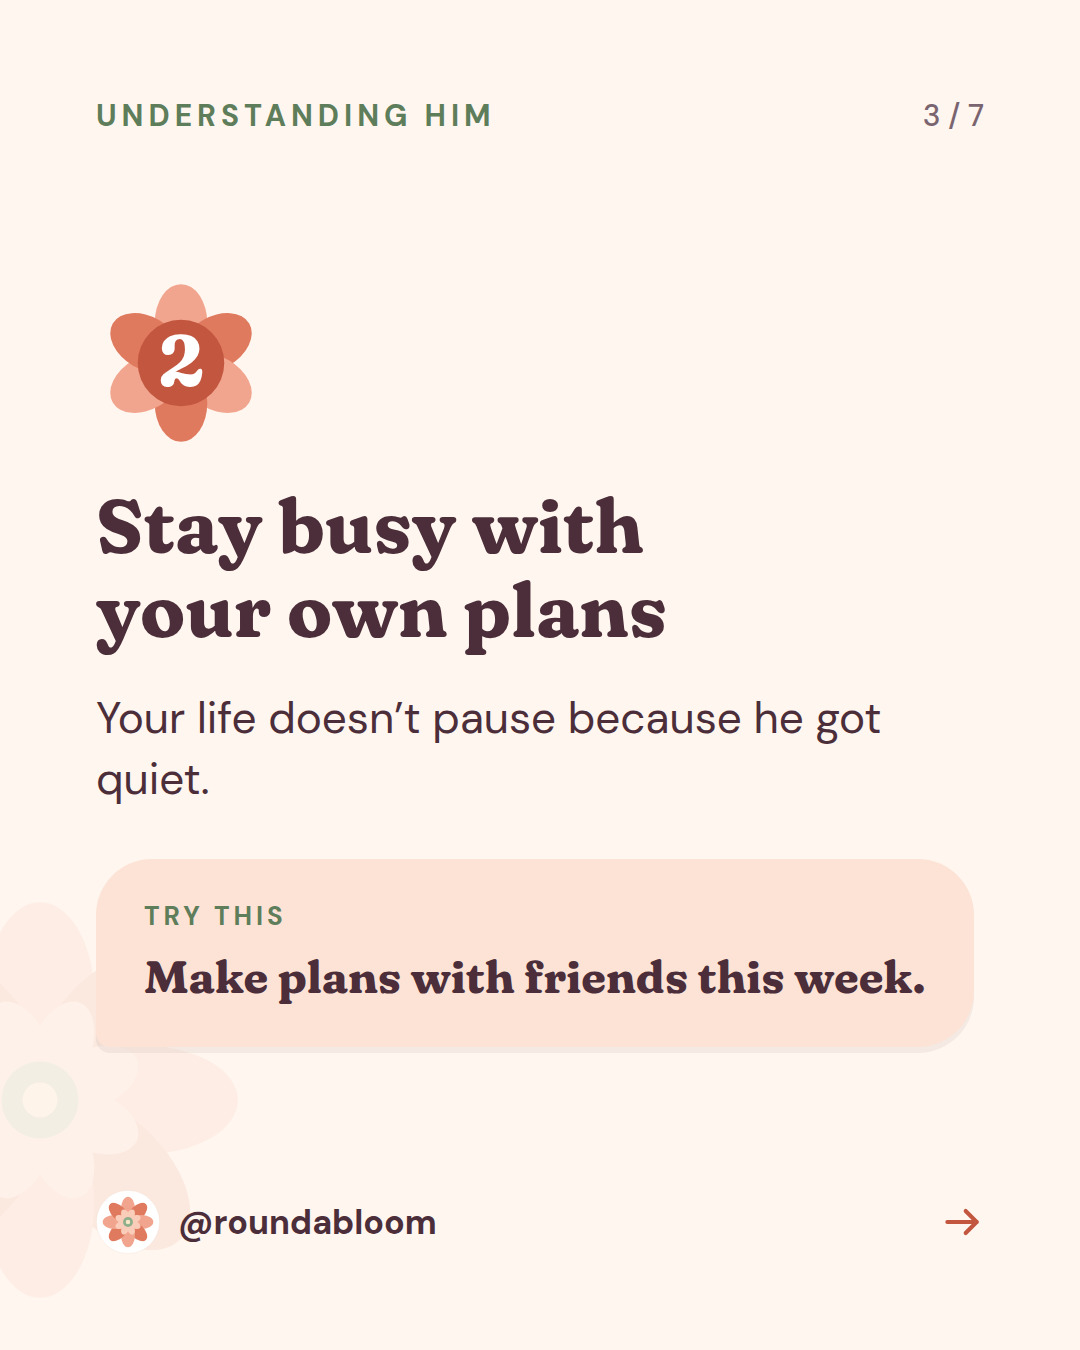 UNDERSTANDING HIM
3 / 7
2
Stay busy with
your own plans
Your life doesn’t pause because he got
quiet.
TRY THIS
Make plans with friends this week.
@roundabloom